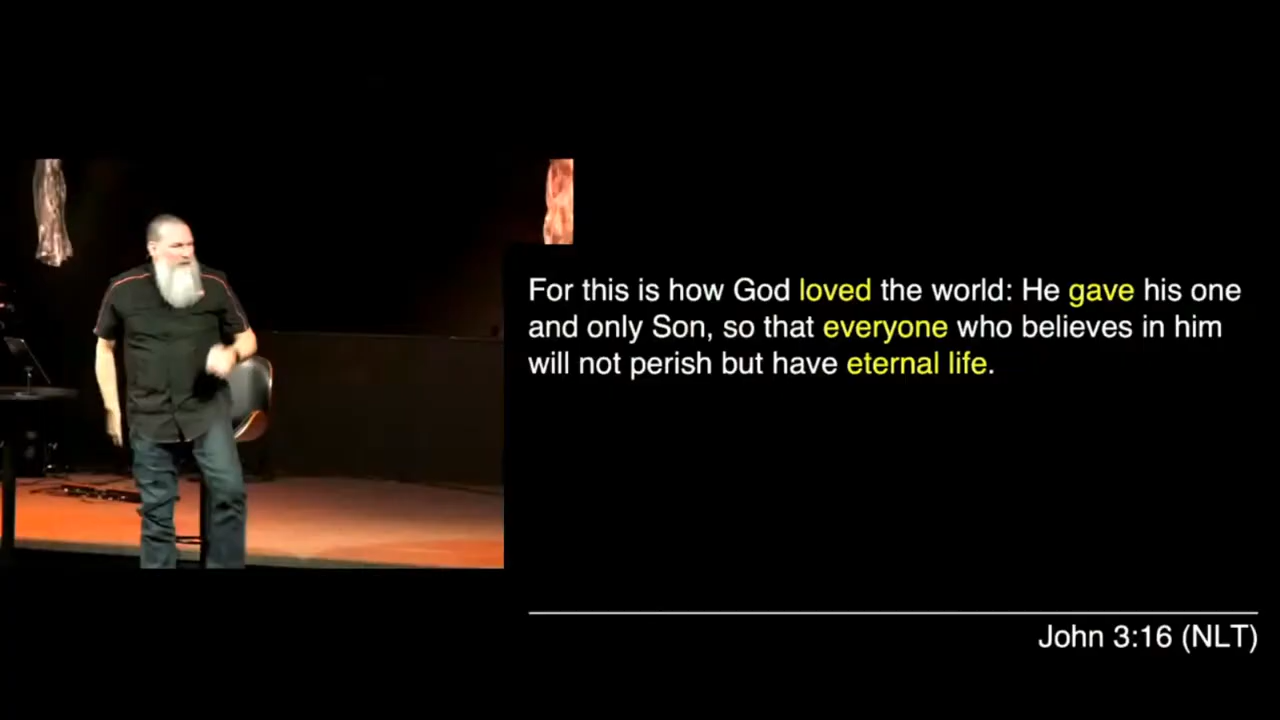 For this is how God loved the world: He gave his one
and only Son, so that everyone who believes in him
will not perish but have eternal life.
John 3:16 (NLT)